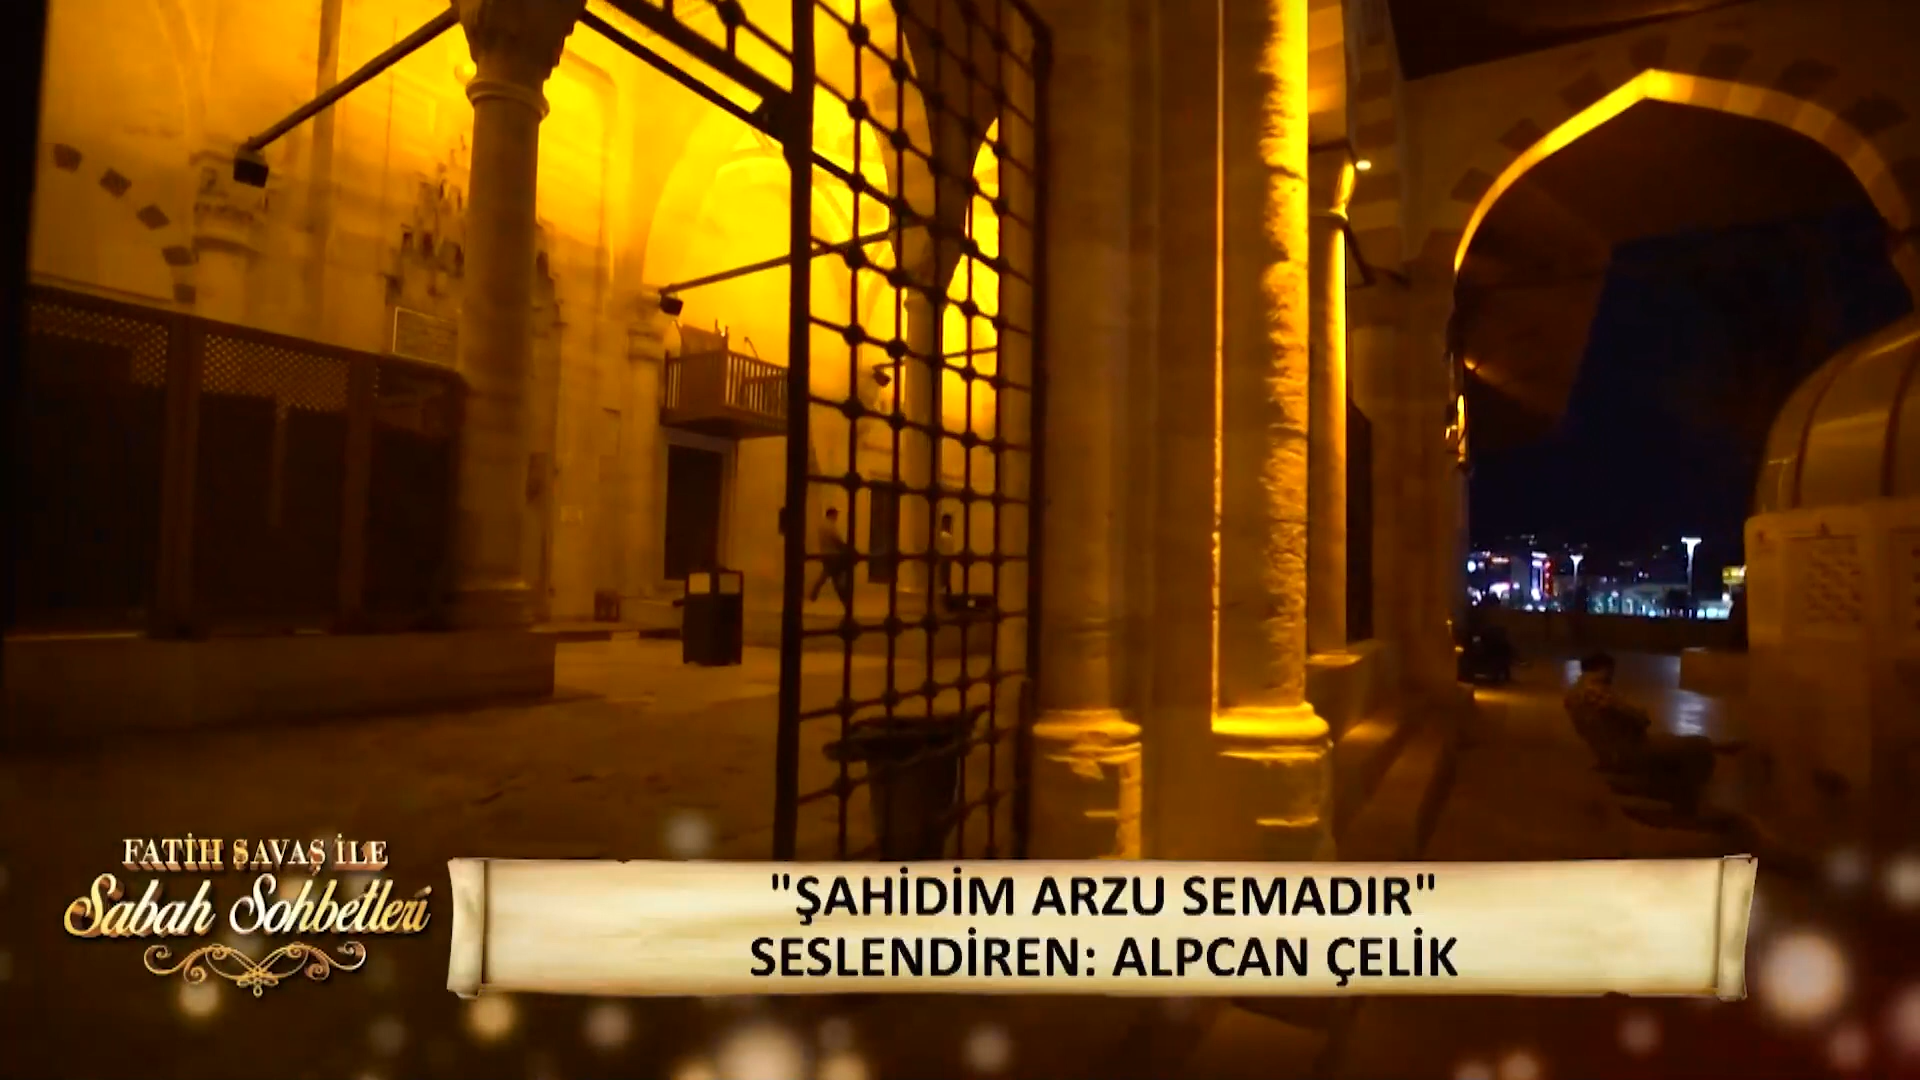 FATİH SAVAŞ İLE
Sabah Sohbetleri
"ŞAHİDİM ARZU SEMADIR"
SESLENDİREN: ALPCAN ÇELİK